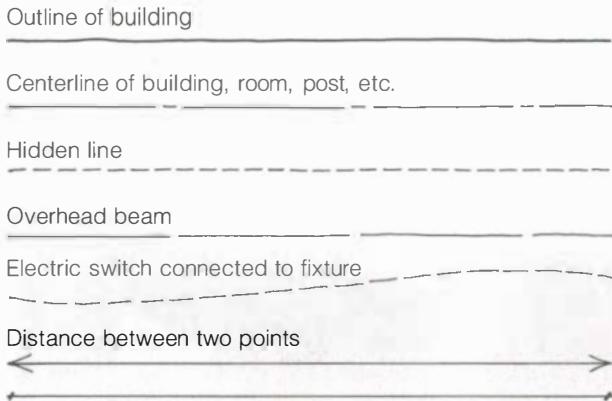 Outline of building
Centerline of building, room, post, etc.
Hidden line
Overhead beam
Electric switch connected to fixture
Distance between two points